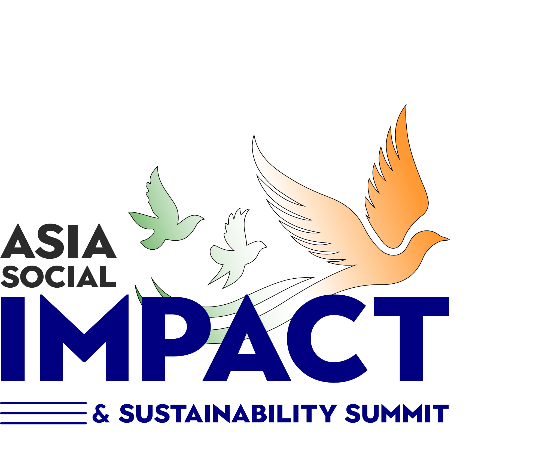 ASIA
SOCIAL
IMPACT
& SUSTAINABILITY SUMMIT